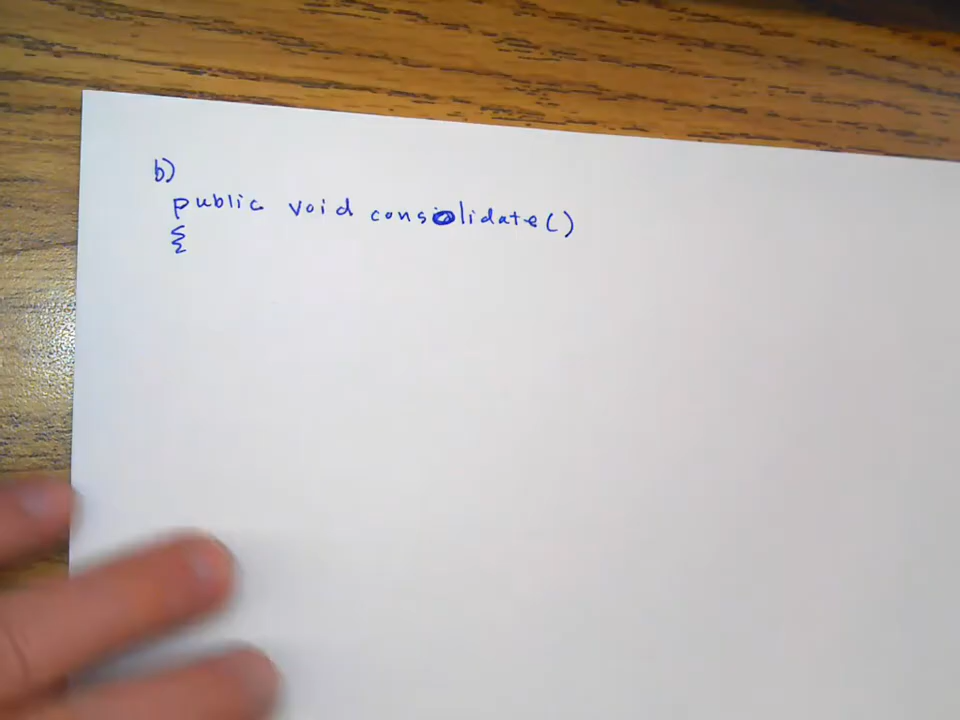 b)
public void consolidate()
{